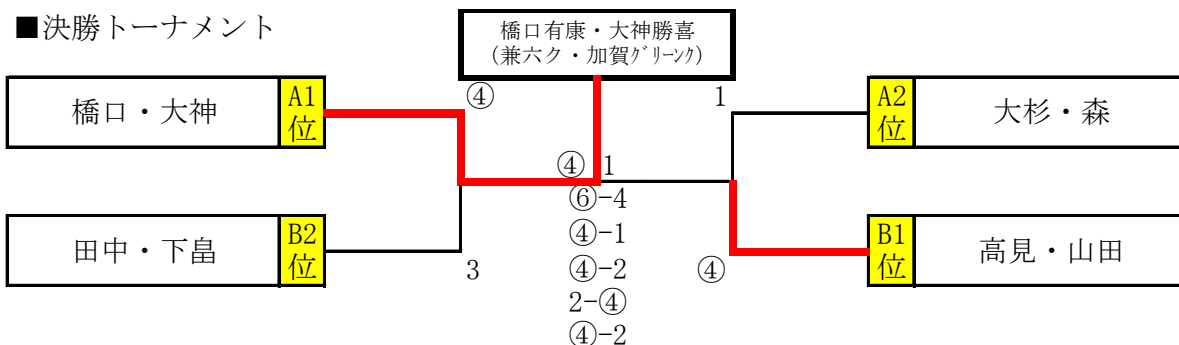 ■決勝トーナメント
橋口有康・大神勝喜
(兼六ク・加賀グリーンク)
橋口・大神
A1
位
④
1
A2
位
大杉・森
④ 1
⑥-4
④-1
④-2
2-④
④-2
田中・下畠
B2
位
3
④
B1
位
高見・山田